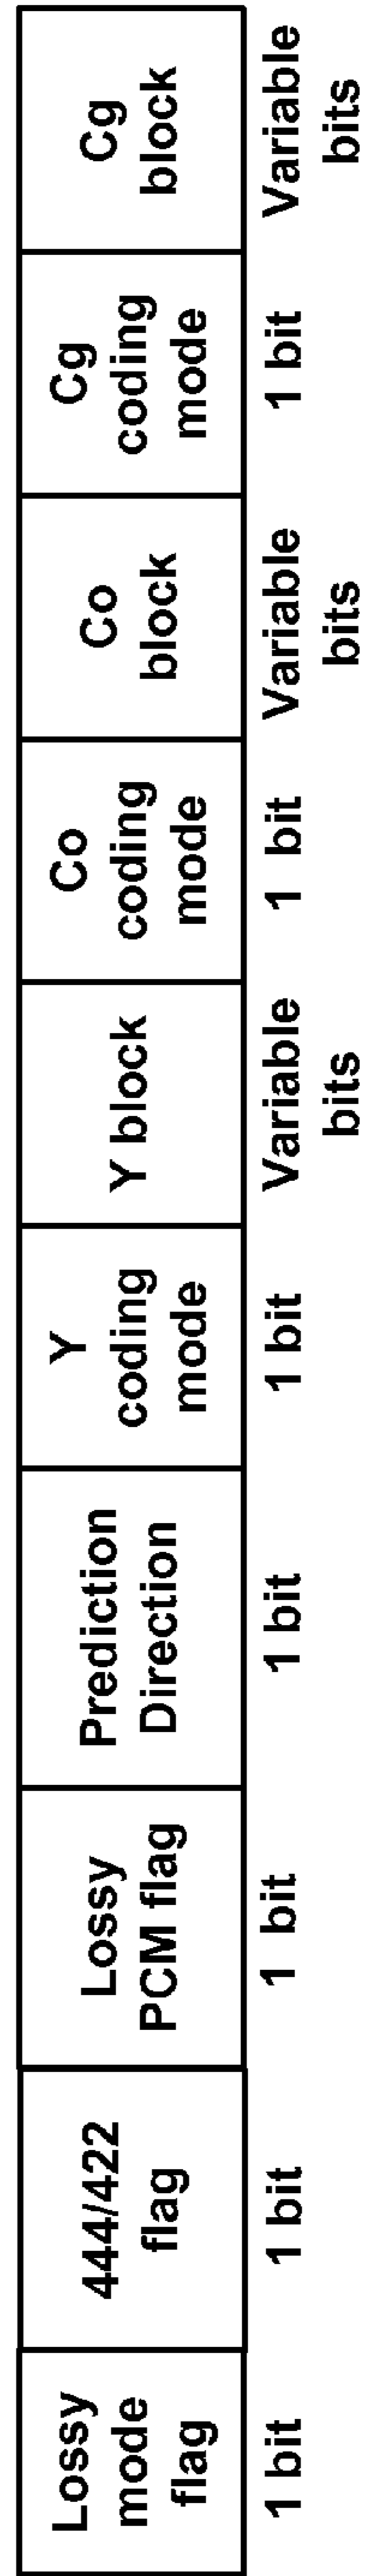 Lossy
mode
flag
1 bit
444/422
flag
1 bit
Lossy
PCM flag
1 bit
Prediction
Direction
1 bit
Y
coding
mode
1 bit
Y block
Variable
bits
Co
coding
mode
1 bit
Co
block
Variable
bits
Cg
coding
mode
1 bit
Cg
block
Variable
bits